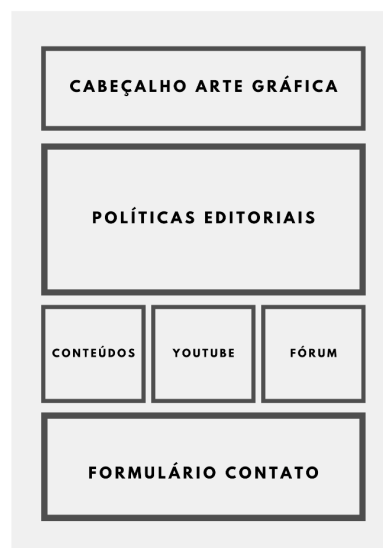 CABEÇALHO ARTE GRÁFICA
POLÍTICAS EDITORIAIS
CONTEÚDOS
YOUTUBE
FÓRUM
FORMULÁRIO CONTATO